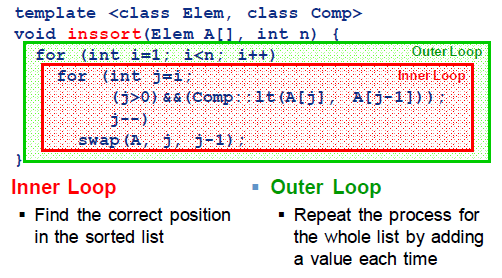 template <class Elem, class Comp>
void inssort(Elem A[], int n) {
for (int i=1; i<n; i++)
Outer Loop
for (int j=i;
Inner Loop
(j>0)&&(Comp::lt(A[j], A[j-1]));
j--)
swap(A, j, j-1);
}
Inner Loop
▪ Find the correct position
in the sorted list
▪ Outer Loop
▪ Repeat the process for
the whole list by adding
a value each time